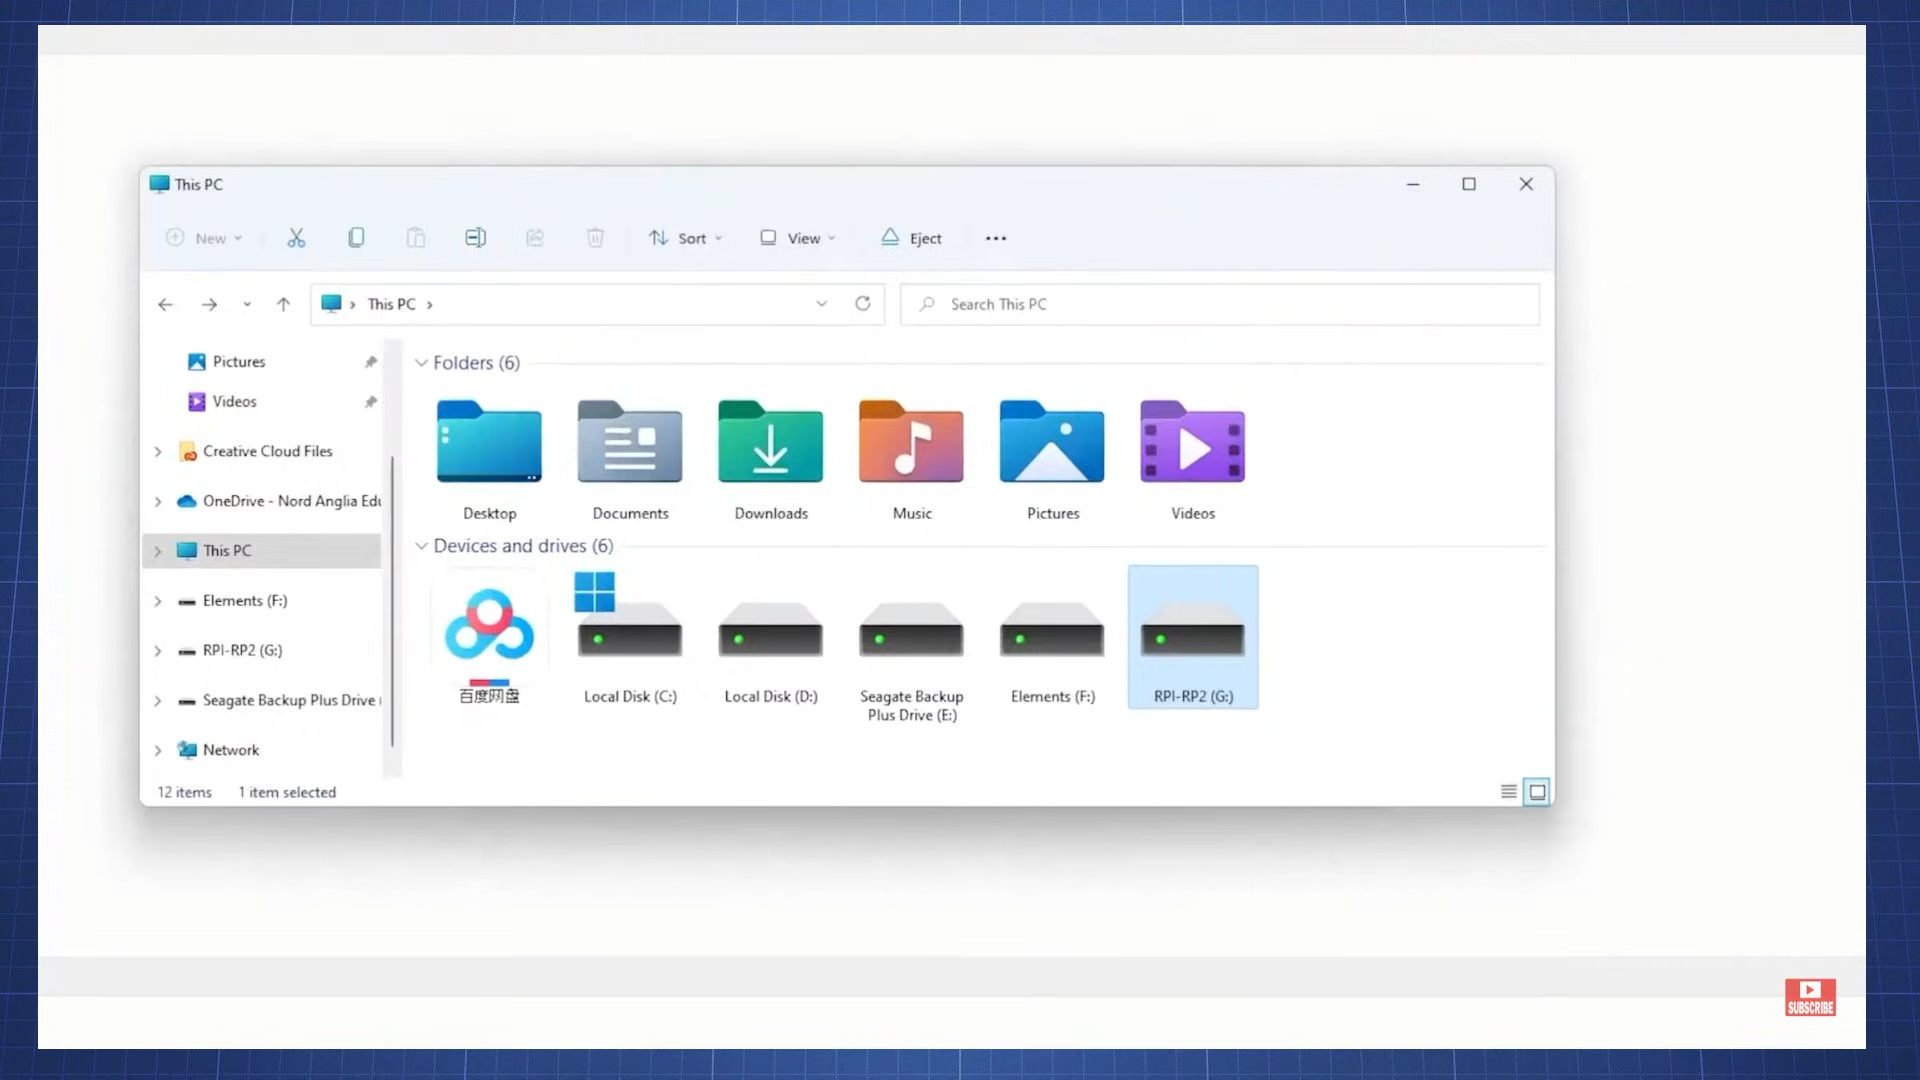 This PC
New
Sort
View
Eject
This PC
Search This PC
Pictures
Videos
Creative Cloud Files
OneDrive - Nord Anglia Edu
This PC
Elements (F:)
RPI-RP2 (G:)
Seagate Backup Plus Drive (
Network
Folders (6)
Desktop
Documents
Downloads
Music
Pictures
Videos
Devices and drives (6)
百度网盘
Local Disk (C:)
Local Disk (D:)
Seagate Backup
Plus Drive (E:)
Elements (F:)
RPI-RP2 (G:)
12 items
1 item selected
SUBSCRIBE